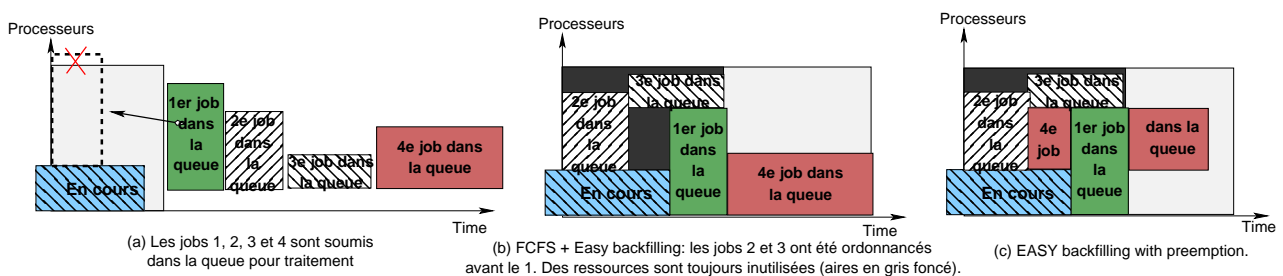 Processeurs
1er job
dans
la
queue
2e job
dans
la
queue
3e job dans
la queue
4e job dans
la queue
En cours
Time
(a) Les jobs 1, 2, 3 et 4 sont soumis
dans la queue pour traitement
Processeurs
3e job dans
la queue
2e job
dans
la
queue
1er job
dans
la
queue
4e job dans
la queue
En cours
Time
(b) FCFS + Easy backfilling: les jobs 2 et 3 ont été ordonnancés
avant le 1. Des ressources sont toujours inutilisées (aires en gris foncé).
Processeurs
3e job dans
la queue
2e job
dans
la
queue
4e
job
1er job
dans
la
queue
dans la
queue
En cours
Time
(c) EASY backfilling with preemption.